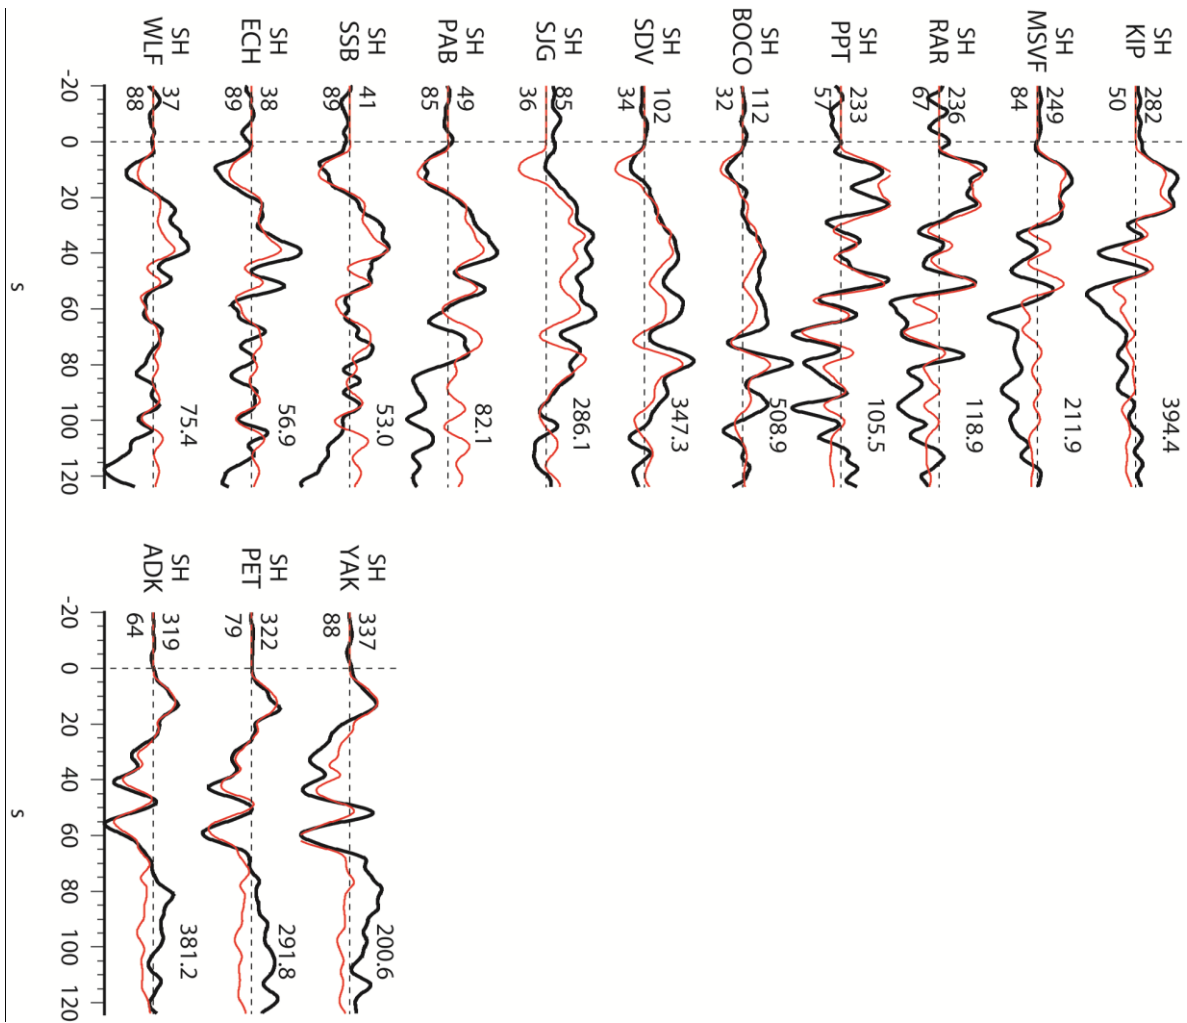 SH
KIP
282
50
394.4
SH
MSVF
249
84
211.9
SH
RAR
236
67
118.9
SH
PPT
233
57
105.5
SH
BOCO
112
32
508.9
SH
SDV
102
34
347.3
SH
SJG
85
36
286.1
SH
PAB
49
85
82.1
SH
SSB
41
89
53.0
SH
ECH
38
89
56.9
SH
WLF
37
88
75.4
-20 0 20 40 60 80 100 120
s
SH
YAK
337
88
200.6
SH
PET
322
79
291.8
SH
ADK
319
64
381.2
-20 0 20 40 60 80 100 120
s